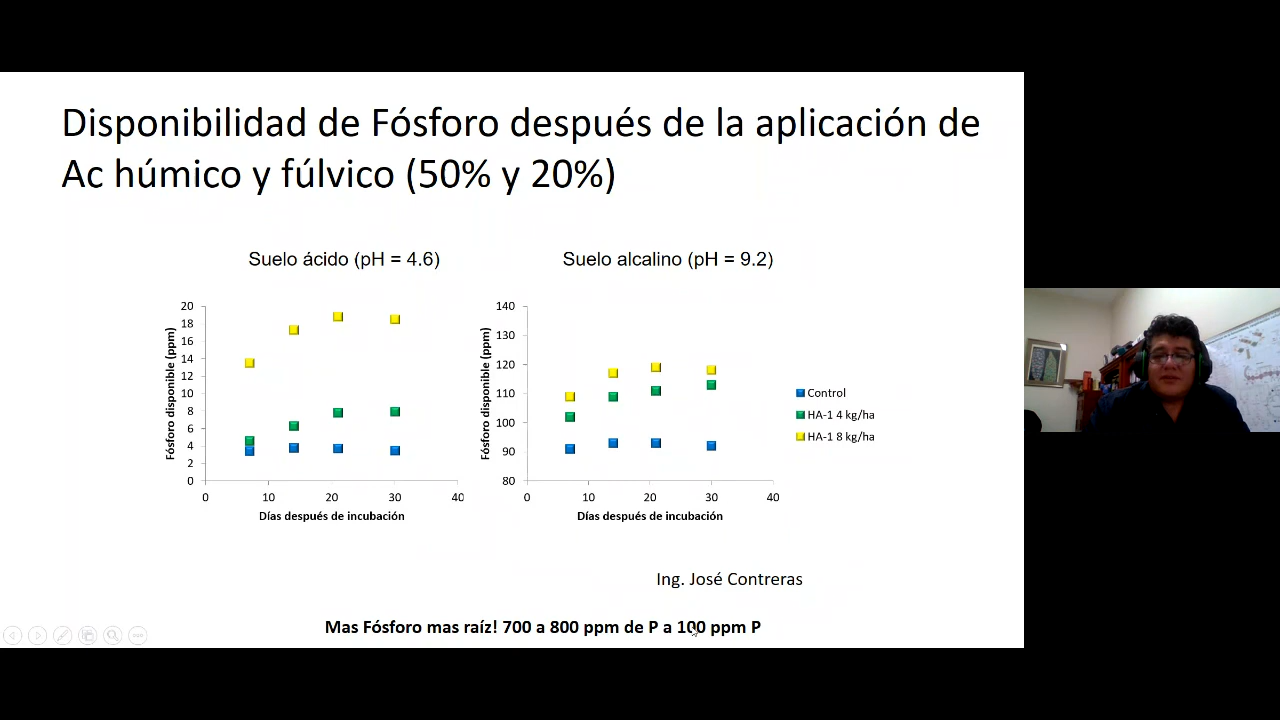 Disponibilidad de Fósforo después de la aplicación de
Ac húmico y fúlvico (50% y 20%)
Suelo ácido (pH = 4.6)
Suelo alcalino (pH = 9.2)
Fósforo disponible (ppm)
20
18
16
14
12
10
8
6
4
2
0
0 10 20 30 40
Días después de incubación
Fósforo disponible (ppm)
140
130
120
110
100
90
80
0 10 20 30 40
Días después de incubación
Control
HA-1 4 kg/ha
HA-1 8 kg/ha
Ing. José Contreras
Mas Fósforo mas raíz! 700 a 800 ppm de P a 100 ppm P